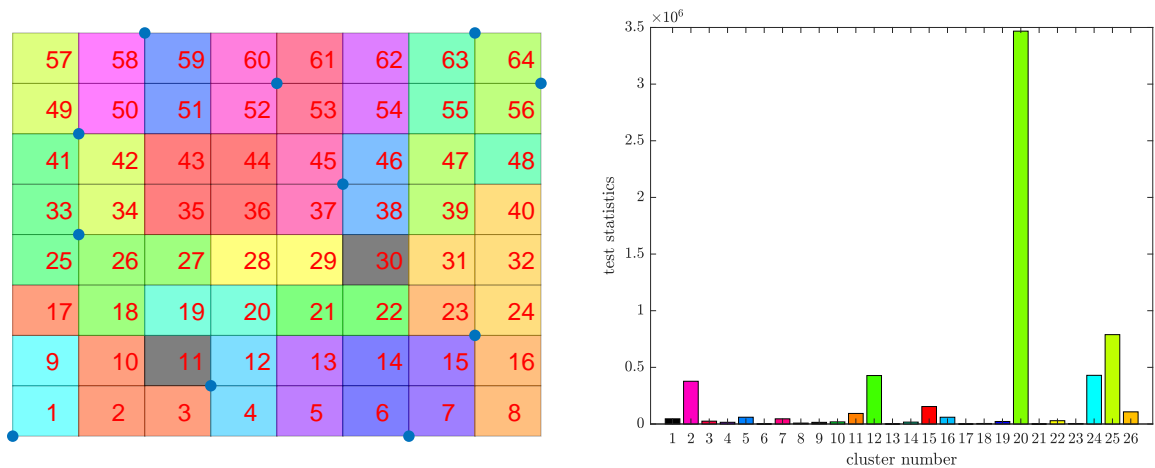 57 58 59 60 61 62 63 64
49 50 51 52 53 54 55 56
41 42 43 44 45 46 47 48
33 34 35 36 37 38 39 40
25 26 27 28 29 30 31 32
17 18 19 20 21 22 23 24
9 10 11 12 13 14 15 16
1 2 3 4 5 6 7 8
×10⁶
3.5
3
2.5
2
1.5
1
0.5
0
test statistics
1 2 3 4 5 6 7 8 9 10 11 12 13 14 15 16 17 18 19 20 21 22 23 24 25 26
cluster number